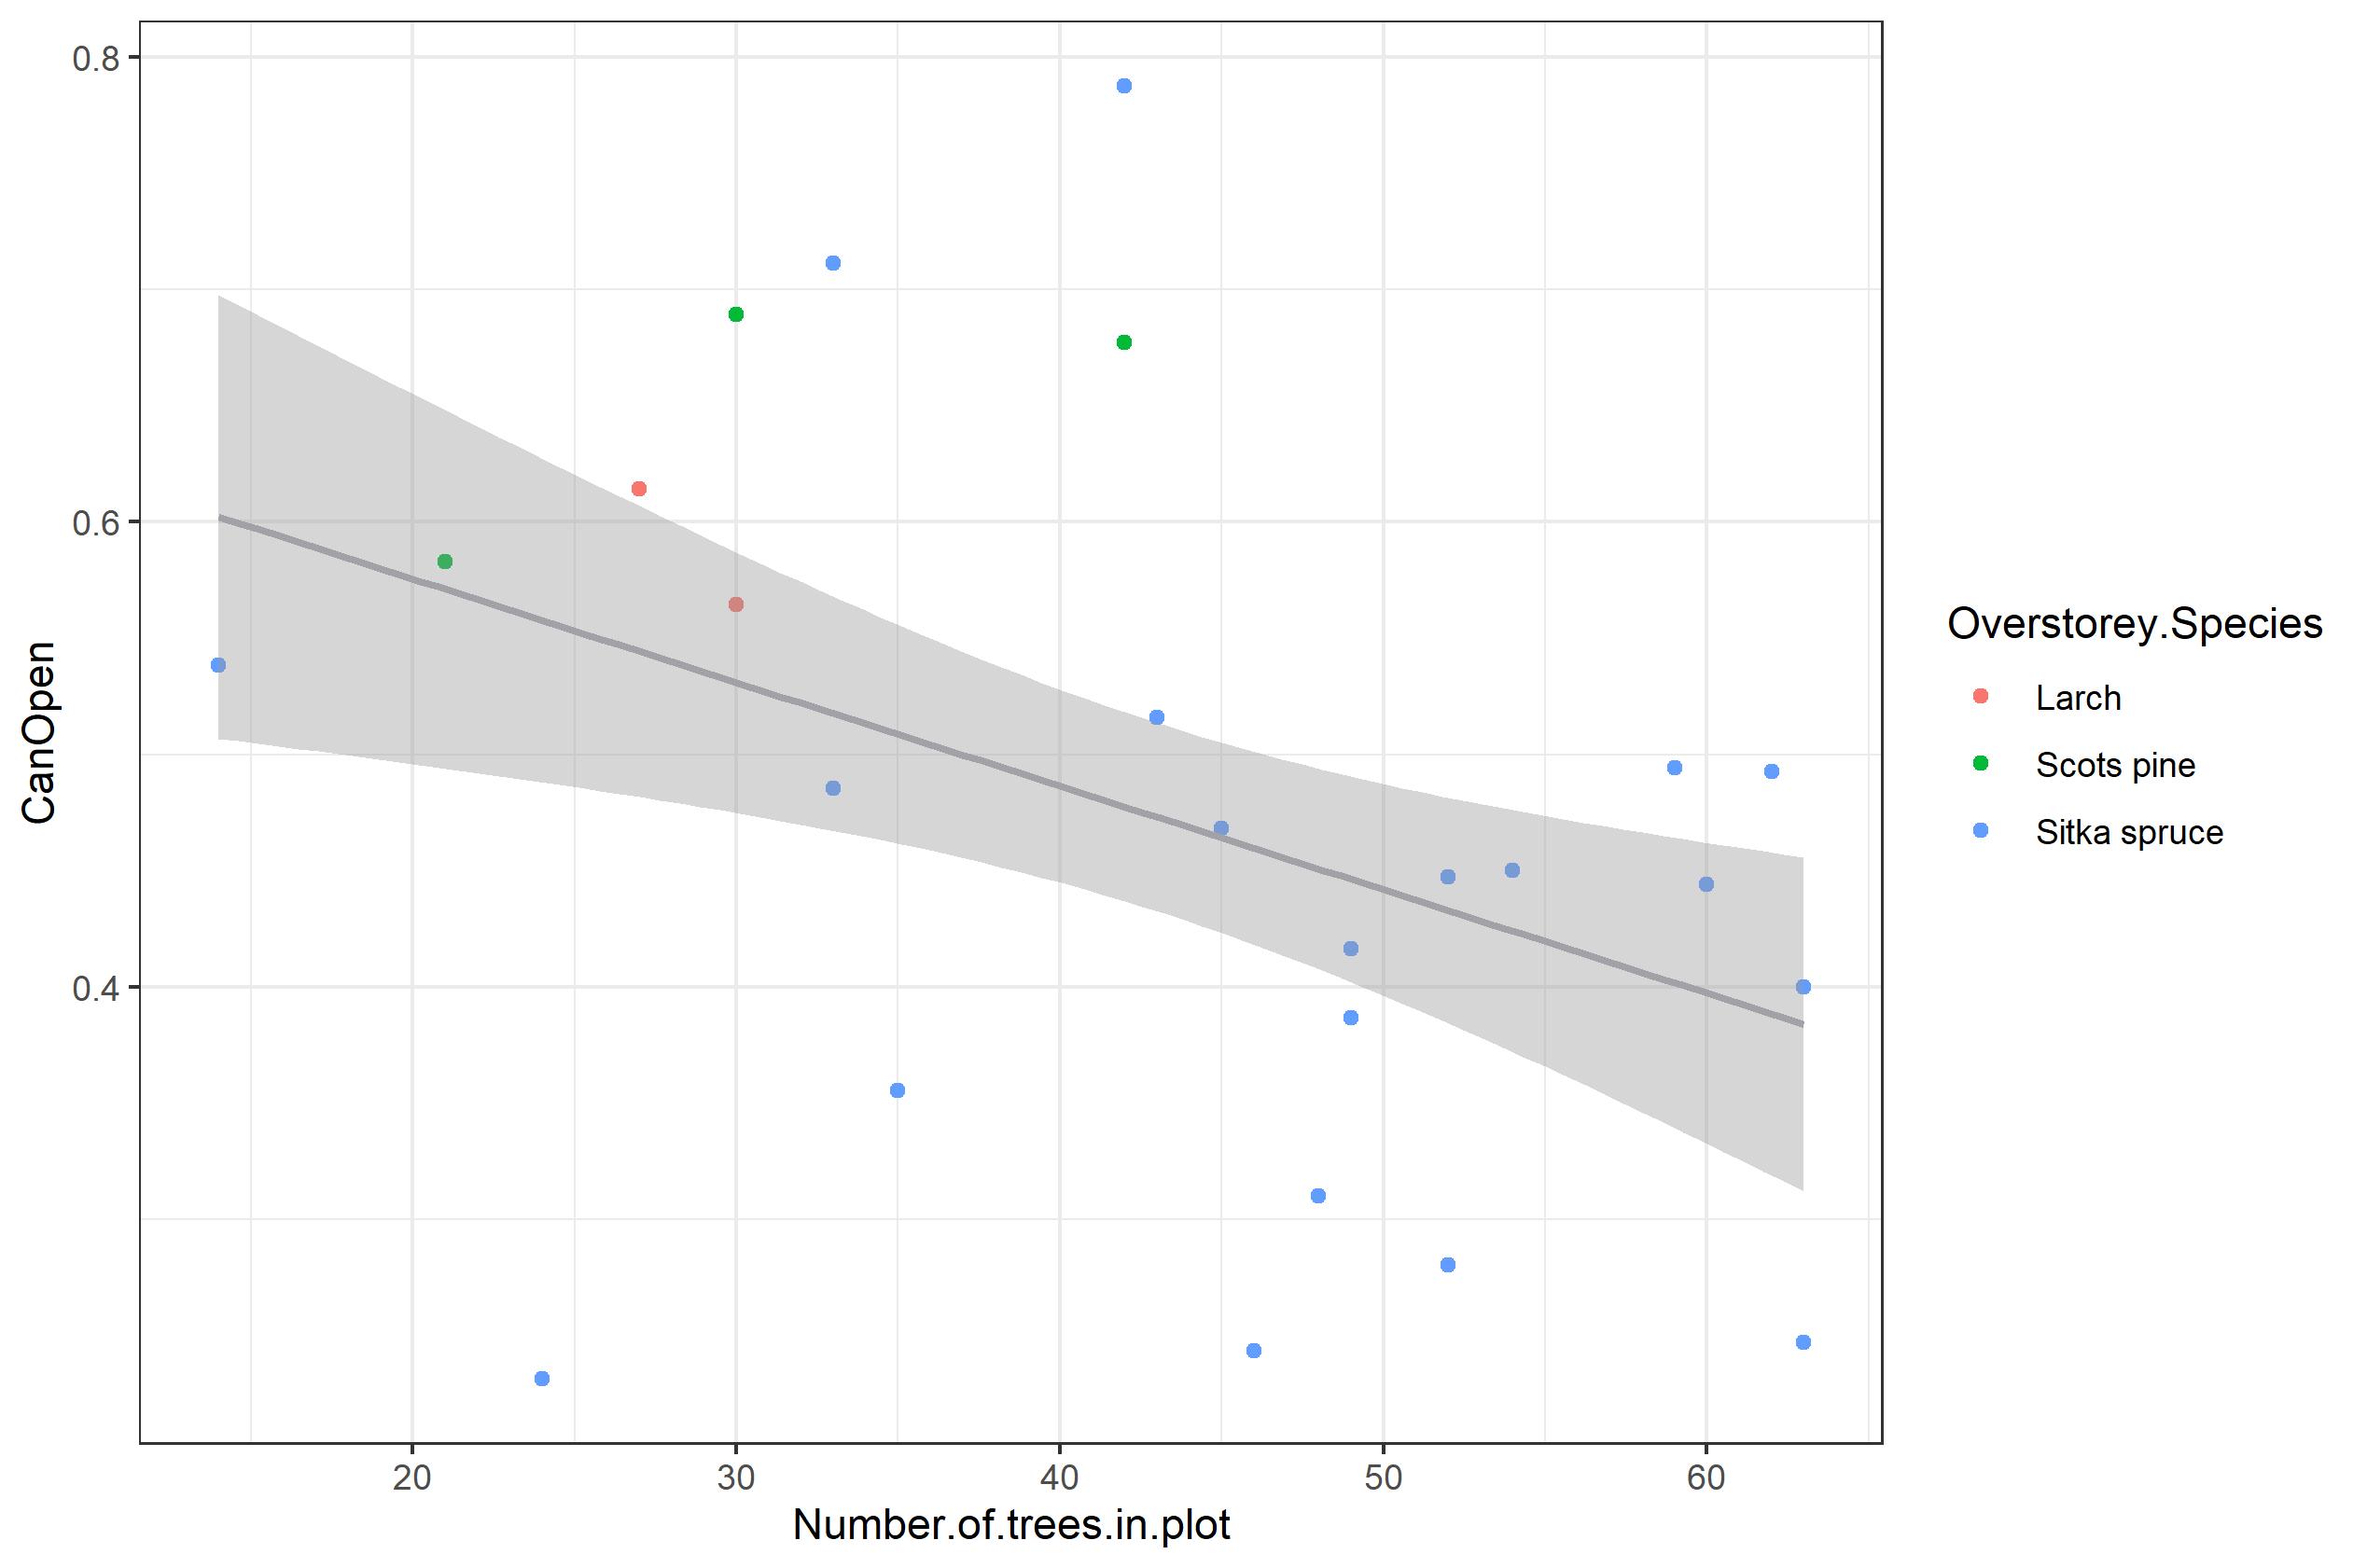 0.8
0.6
0.4
CanOpen
20 30 40 50 60
Number.of.trees.in.plot
Overstorey.Species
Larch
Scots pine
Sitka spruce